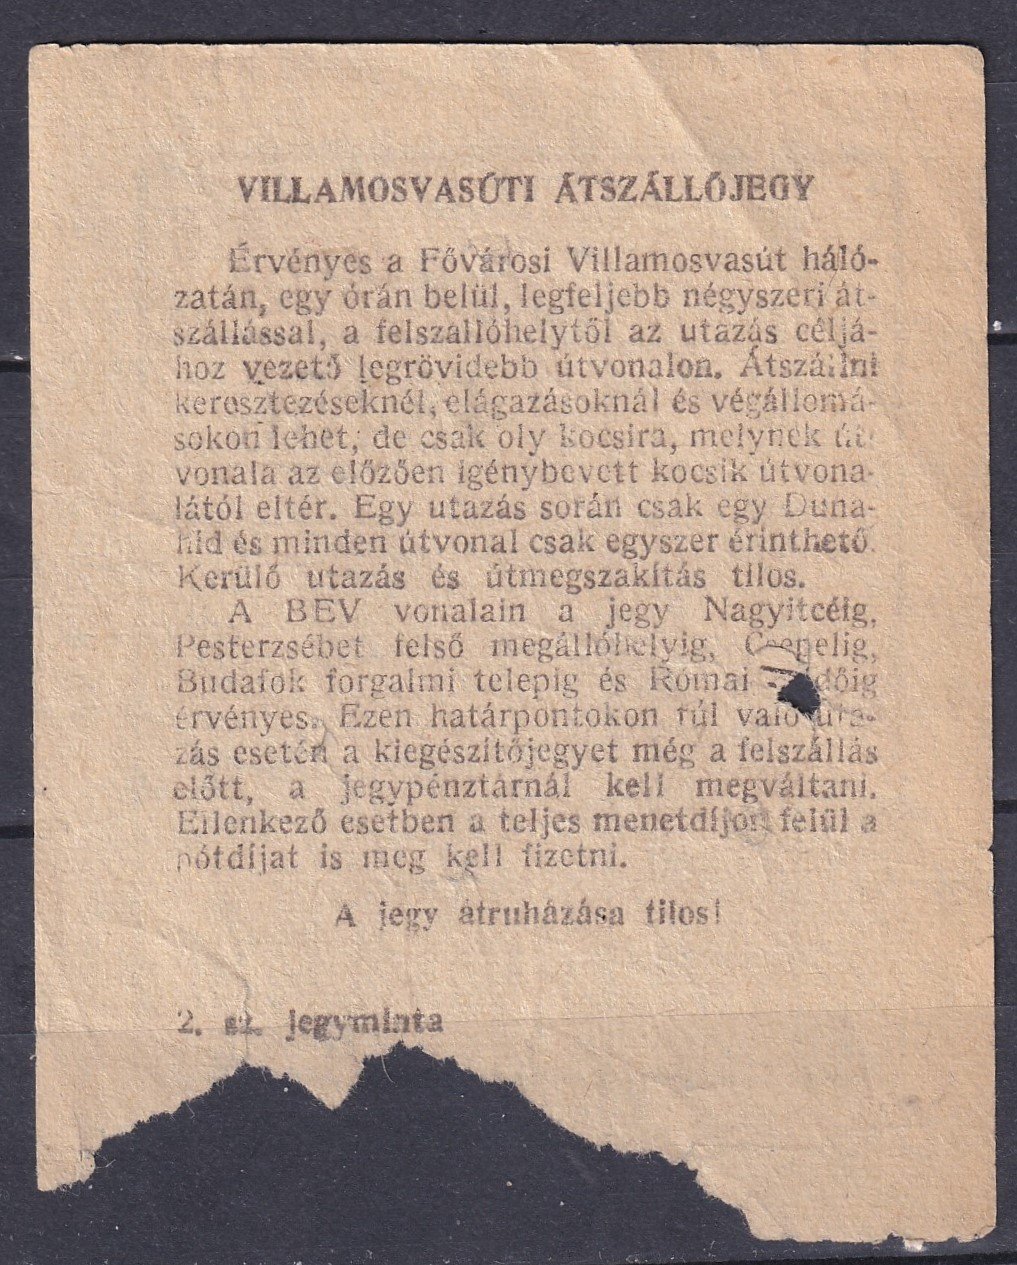 VILLAMOSVASÚTI ÁTSZÁLLÓJEGY
Érvényes a Fővárosi Villamosvasút háló-
zatán, egy órán belül, legfeljebb négyszeri át-
szállással, a felszallóhelytől az utazás céljá-
hoz vezető legrövidebb útvonalon. Átszállni
keresztezéseknél, elágazásoknál és végállomá-
sokon lehet, de csak oly kocsira, melynek út-
vonala az előzően igénybevett kocsik útvona-
lától eltér. Egy utazás során csak egy Duna-
híd és minden útvonal csak egyszer érinthető.
Kerülő utazás és útmegszakítás tilos.
A BEV vonalain a jegy Nagyitcéig,
Pesterzsébet felső megállóhelyig, Csepelig,
Budafok forgalmi telepig és Római
érvényes. Ezen határpontokon túl való uta-
zás esetén a kiegészítőjegyet még a felszállás
előtt, a jegypénztárnál kell megváltani.
Ellenkező esetben a teljes menetdíjon felül a
pótdíjat is meg kell fizetni.
A jegy átruházása tilos!
2. sz. jegyminta